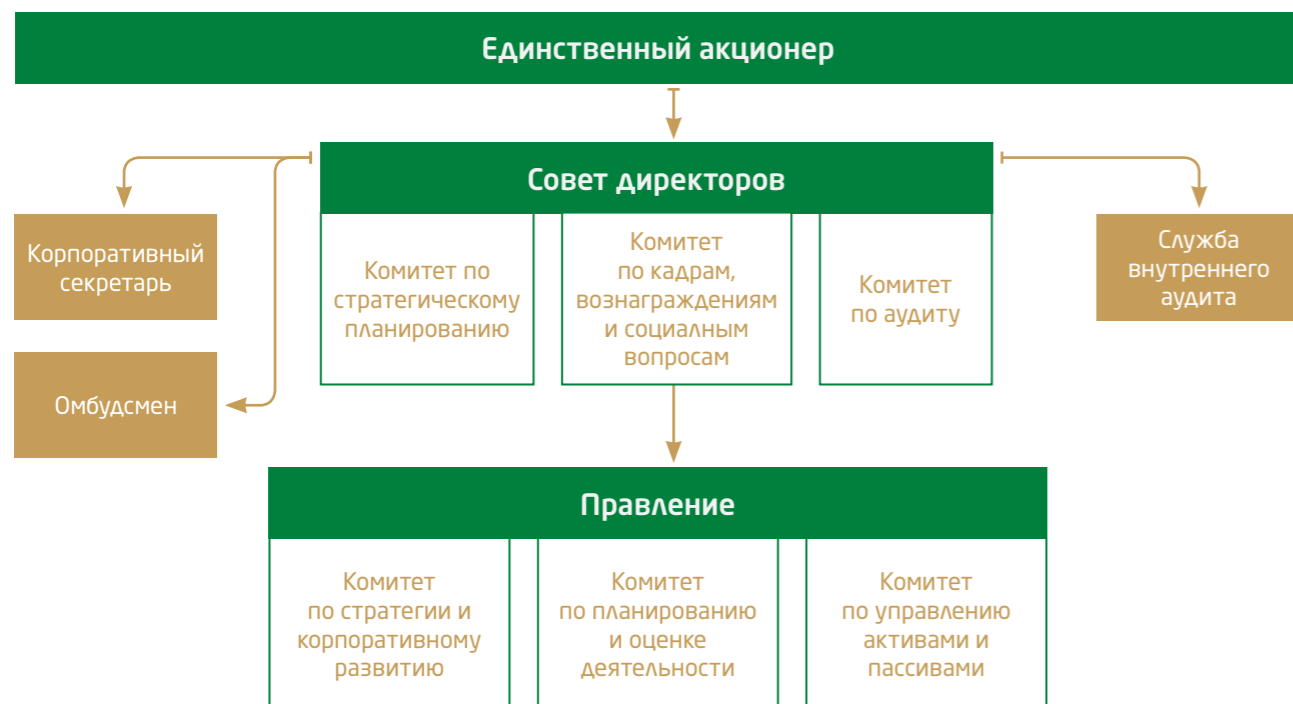 Единственный акционер
Совет директоров
Корпоративный
секретарь
Омбудсмен
Комитет по
стратегическому
планированию
Комитет
по кадрам,
вознаграждениям
и социалным
вопросам
Комитет
по аудиту
Служба
внутреннего
аудита
Правление
Комитет
по стратегии и
корпоративному
развитию
Комитет
по планированию
и оценке
деятельности
Комитет
по управлению
активами и
пассивами